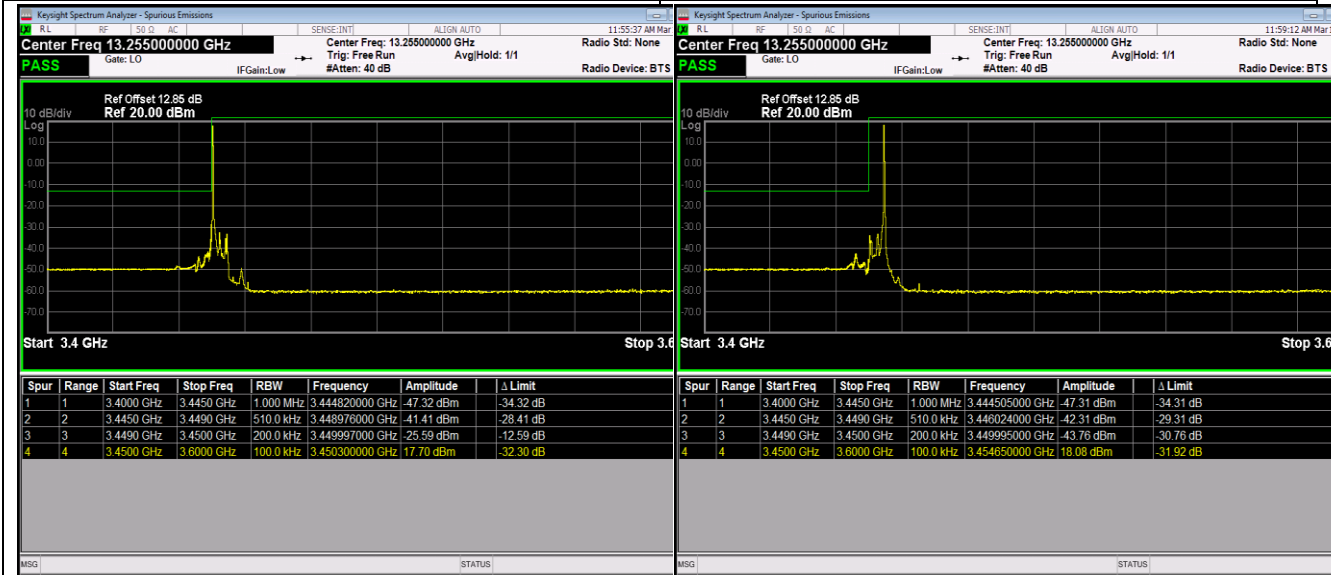 Keysight Spectrum Analyzer - Spurious Emissions
RL RF 50 Ω AC SENSE:INT ALIGN AUTO 11:55:37 AM Mar
Center Freq 13.255000000 GHz
Center Freq: 13.255000000 GHz Radio Std: None
PASS Gate: LO Trig: Free Run Avg|Hold: 1/1
IFGain:Low #Atten: 40 dB Radio Device: BTS
Ref Offset 12.85 dB
10 dB/div Ref 20.00 dBm
Log
10.0
0.00
-10.0
-20.0
-30.0
-40.0
-50.0
-60.0
-70.0
Start 3.4 GHz Stop 3.6
Spur Range Start Freq Stop Freq RBW Frequency Amplitude Δ Limit
1 1 3.4000 GHz 3.4450 GHz 1.000 MHz 3.444820000 GHz -47.32 dBm -34.32 dB
2 2 3.4450 GHz 3.4490 GHz 510.0 kHz 3.448976000 GHz -41.41 dBm -28.41 dB
3 3 3.4490 GHz 3.4500 GHz 200.0 kHz 3.449997000 GHz -25.59 dBm -12.59 dB
4 4 3.4500 GHz 3.6000 GHz 100.0 kHz 3.450300000 GHz 17.70 dBm -32.30 dB
MSG STATUS
Keysight Spectrum Analyzer - Spurious Emissions
RL RF 50 Ω AC SENSE:INT ALIGN AUTO 11:59:12 AM Mar
Center Freq 13.255000000 GHz
Center Freq: 13.255000000 GHz Radio Std: None
PASS Gate: LO Trig: Free Run Avg|Hold: 1/1
IFGain:Low #Atten: 40 dB Radio Device: BTS
Ref Offset 12.85 dB
10 dB/div Ref 20.00 dBm
Log
10.0
0.00
-10.0
-20.0
-30.0
-40.0
-50.0
-60.0
-70.0
Start 3.4 GHz Stop 3.6
Spur Range Start Freq Stop Freq RBW Frequency Amplitude Δ Limit
1 1 3.4000 GHz 3.4450 GHz 1.000 MHz 3.444505000 GHz -47.31 dBm -34.31 dB
2 2 3.4450 GHz 3.4490 GHz 510.0 kHz 3.446024000 GHz -42.31 dBm -29.31 dB
3 3 3.4490 GHz 3.4500 GHz 200.0 kHz 3.449995000 GHz -43.76 dBm -30.76 dB
4 4 3.4500 GHz 3.6000 GHz 100.0 kHz 3.454650000 GHz 18.08 dBm -31.92 dB
MSG STATUS